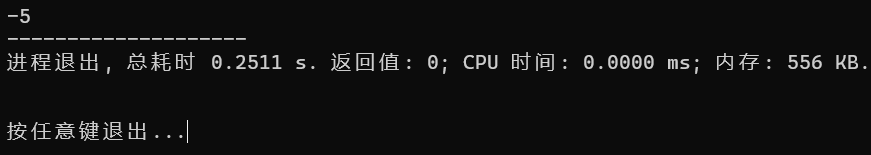 -5
--------------------
进程退出, 总耗时 0.2511 s. 返回值: 0; CPU 时间: 0.0000 ms; 内存: 556 KB.
按任意键退出...